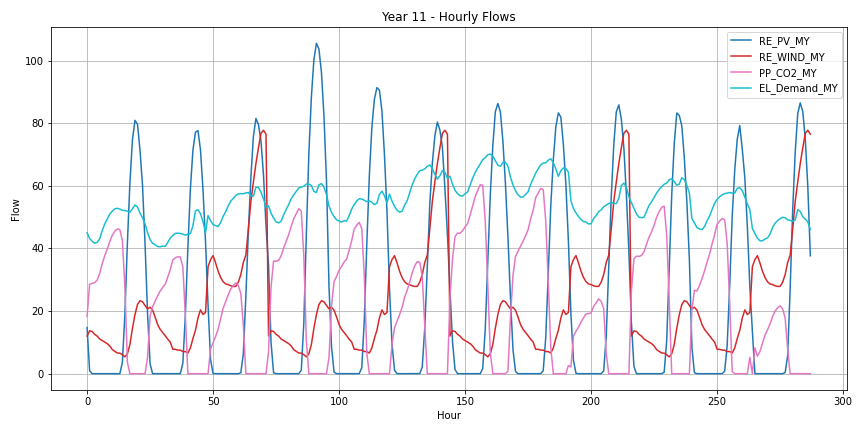 Year 11 - Hourly Flows
RE_PV_MY
RE_WIND_MY
PP_CO2_MY
EL_Demand_MY
Flow
100
80
60
40
20
0
0
50
100
150
200
250
300
Hour